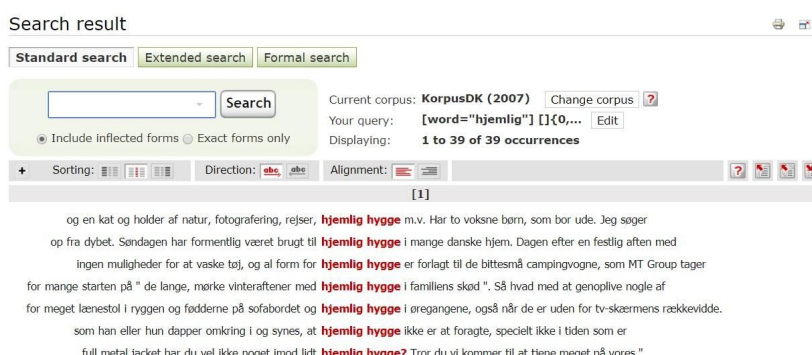 Search result
Standard search Extended search Formal search
Search
Include inflected forms Exact forms only
Current corpus: KorpusDK (2007) Change corpus ?
Your query: [word="hjemlig"] []{0,... Edit
Displaying: 1 to 39 of 39 occurrences
+ Sorting: Direction: abc abc Alignment: ?
[1]
og en kat og holder af natur, fotografering, rejser, hjemlig hygge m.v. Har to voksne børn, som bor ude. Jeg søger
op fra dybet. Søndagen har formentlig været brugt til hjemlig hygge i mange danske hjem. Dagen efter en festlig aften med
ingen muligheder for at vaske tøj, og al form for hjemlig hygge er forlagt til de bittesmå campingvogne, som MT Group tager
for mange starten på " de lange, mørke vinteraftener med hjemlig hygge i familiens skød ". Så hvad med at genoplive nogle af
for meget lænestol i ryggen og fødderne på sofabordet og hjemlig hygge i øregangene, også når de er uden for tv-skærmens rækkevidde.
som han eller hun dapper omkring i og synes, at hjemlig hygge ikke er at foragte, specielt ikke i tiden som er
full metal jacket har du vel ikke noget imod lidt hjemlig hygge? Tror du vi kommer til at tjene meget på vores "